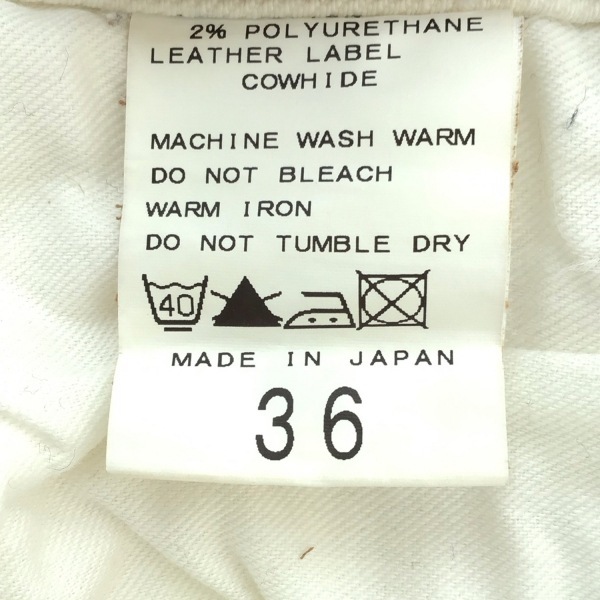 2% POLYURETHANE
LEATHER LABEL
COWHIDE
MACHINE WASH WARM
DO NOT BLEACH
WARM IRON
DO NOT TUMBLE DRY
40
MADE IN JAPAN
36